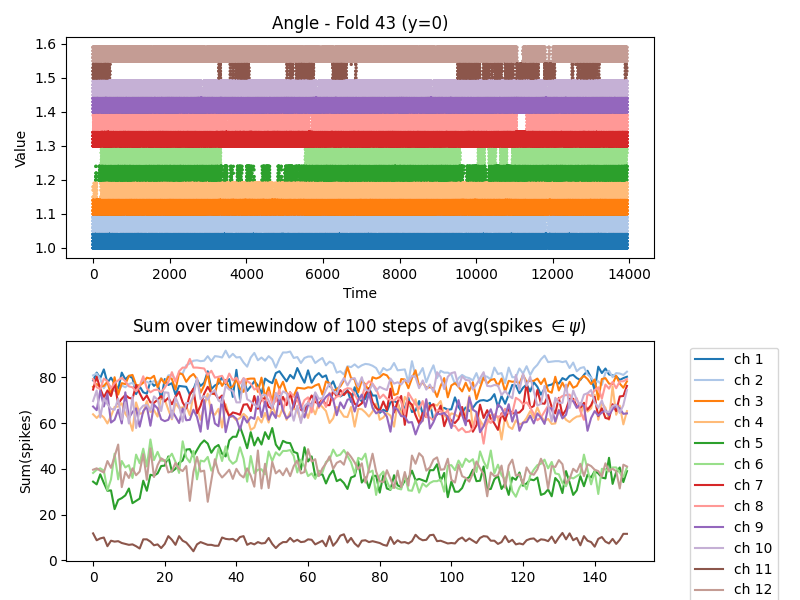 Angle - Fold 43 (y=0)
1.6
1.5
1.4
1.3
1.2
1.1
1.0
Value
0 2000 4000 6000 8000 10000 12000 14000
Time
Sum over timewindow of 100 steps of avg(spikes ∈ ψ)
80
60
40
20
0
Sum(spikes)
0 20 40 60 80 100 120 140
ch 1
ch 2
ch 3
ch 4
ch 5
ch 6
ch 7
ch 8
ch 9
ch 10
ch 11
ch 12